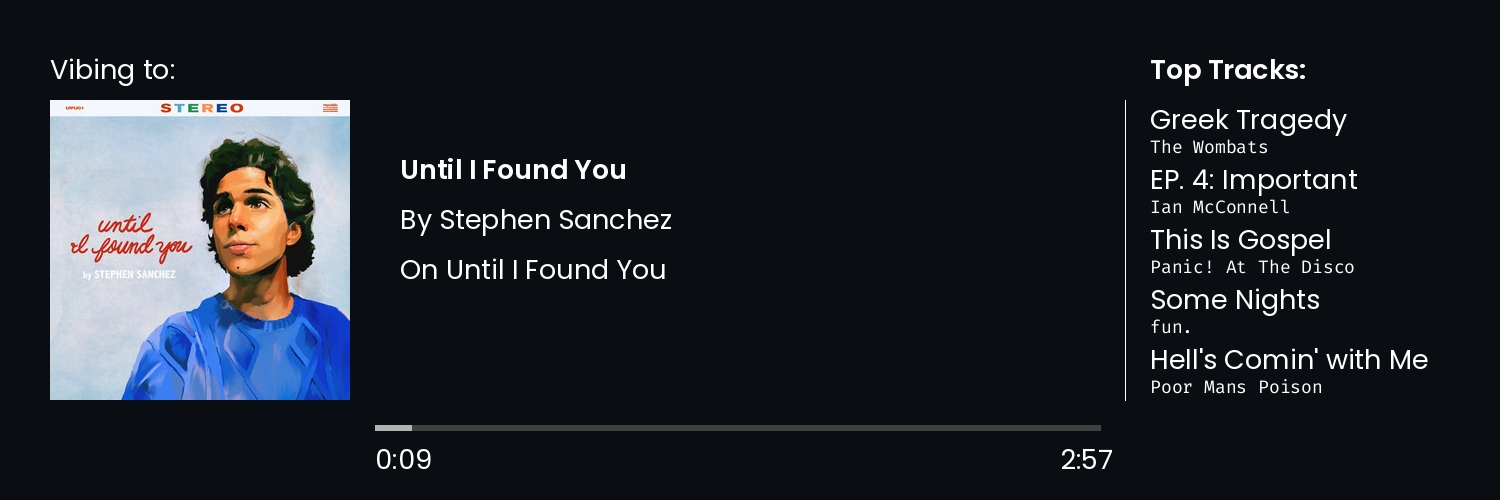 Vibing to:
STEREO
until
I found you
by STEPHEN SANCHEZ
Until I Found You
By Stephen Sanchez
On Until I Found You
0:09
2:57
Top Tracks:
Greek Tragedy
The Wombats
EP. 4: Important
Ian McConnell
This Is Gospel
Panic! At The Disco
Some Nights
fun.
Hell's Comin' with Me
Poor Mans Poison